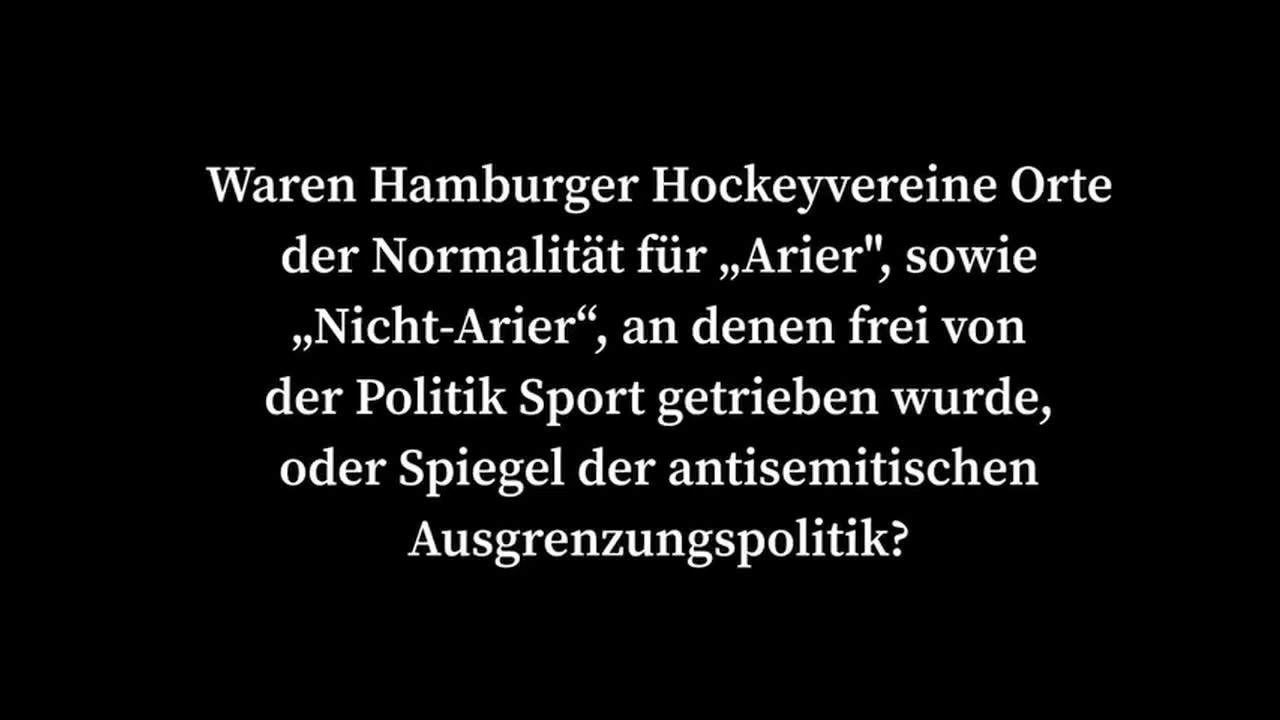 Waren Hamburger Hockeyvereine Orte
der Normalität für „Arier", sowie
„Nicht-Arier“, an denen frei von
der Politik Sport getrieben wurde,
oder Spiegel der antisemitischen
Ausgrenzungspolitik?